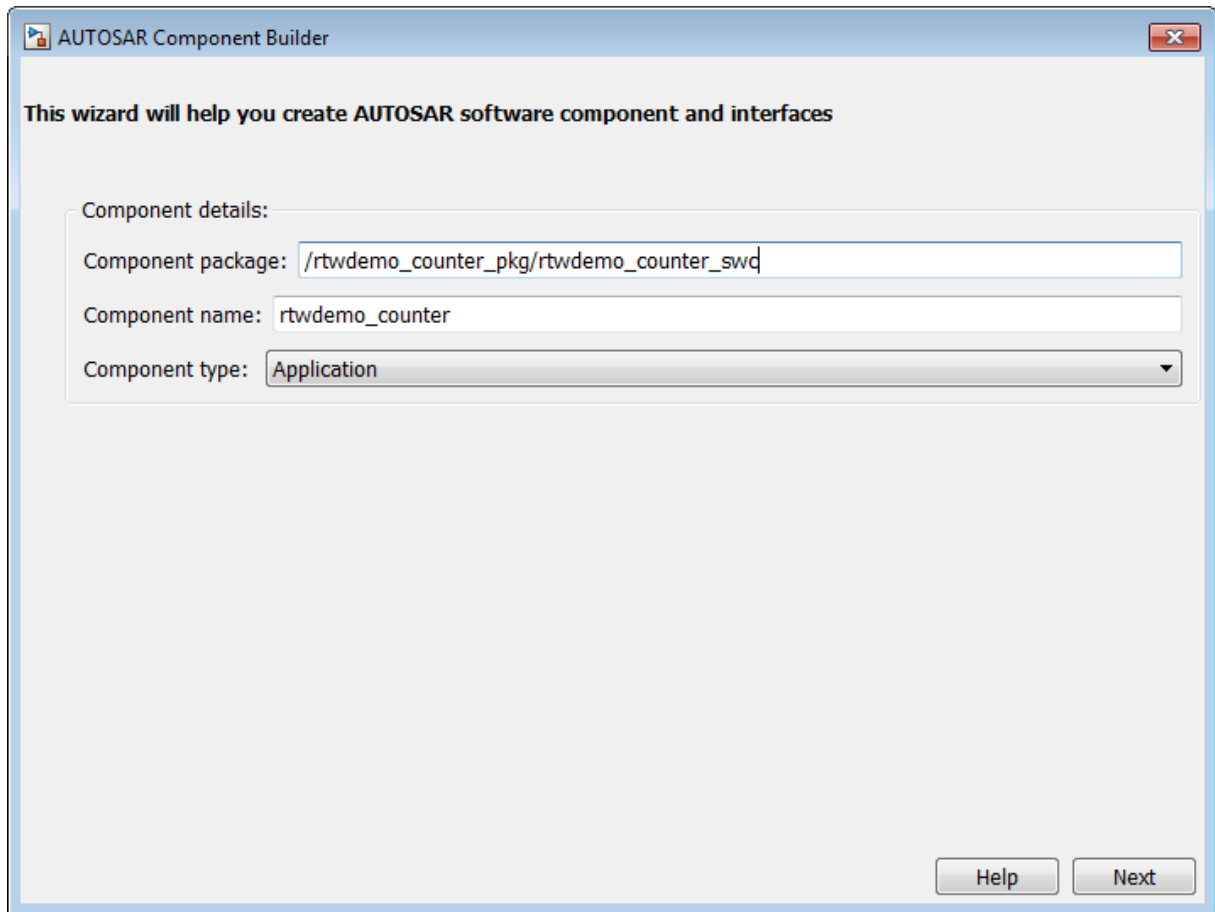 AUTOSAR Component Builder
This wizard will help you create AUTOSAR software component and interfaces
Component details:
Component package: /rtwdemo_counter_pkg/rtwdemo_counter_swc
Component name: rtwdemo_counter
Component type: Application
Help Next